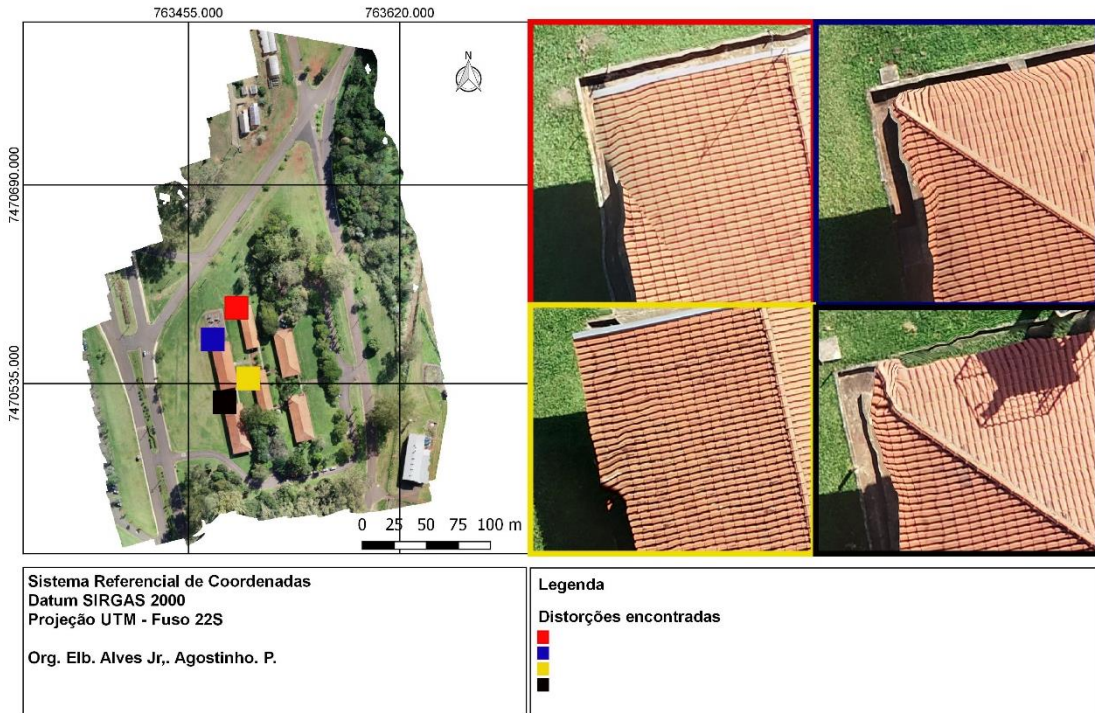 763455.000
763620.000
7470690.000
7470535.000
N
0 25 50 75 100 m
Sistema Referencial de Coordenadas
Datum SIRGAS 2000
Projeção UTM - Fuso 22S
Org. Elb. Alves Jr,. Agostinho. P.
Legenda
Distorções encontradas